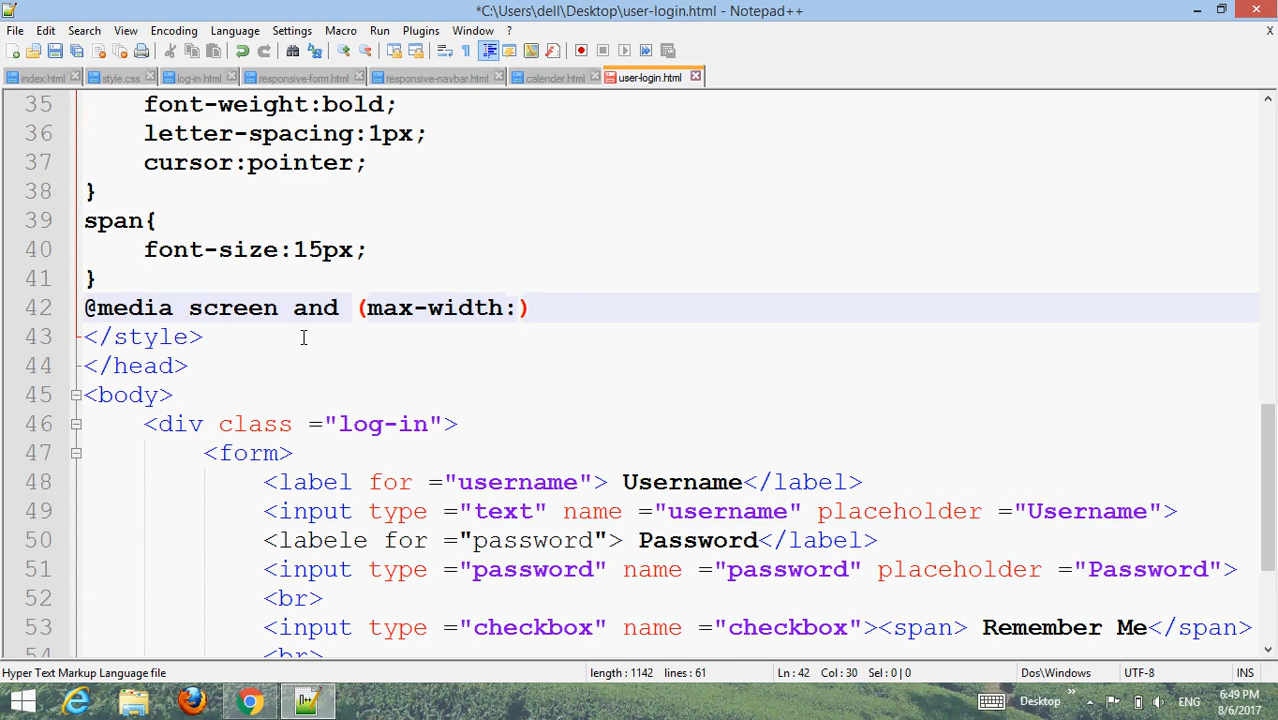 *C:\Users\dell\Desktop\user-login.html - Notepad++
File Edit Search View Encoding Language Settings Macro Run Plugins Window ? X
index.html style.css log-in.html responsive-form.html responsive-navbar.html calender.html user-login.html
35 font-weight:bold;
36 letter-spacing:1px;
37 cursor:pointer;
38 }
39 span{
40 font-size:15px;
41 }
42 @media screen and (max-width:)
43 </style>
44 </head>
45 <body>
46 <div class ="log-in">
47 <form>
48 <label for ="username"> Username</label>
49 <input type ="text" name ="username" placeholder ="Username">
50 <labele for ="password"> Password</label>
51 <input type ="password" name ="password" placeholder ="Password">
52 <br>
53 <input type ="checkbox" name ="checkbox"><span> Remember Me</span>
54 <br>
Hyper Text Markup Language file length : 1142 lines : 61 Ln : 42 Col : 30 Sel : 0 | 0 Dos\Windows UTF-8 INS
Desktop ENG 6:49 PM
8/6/2017